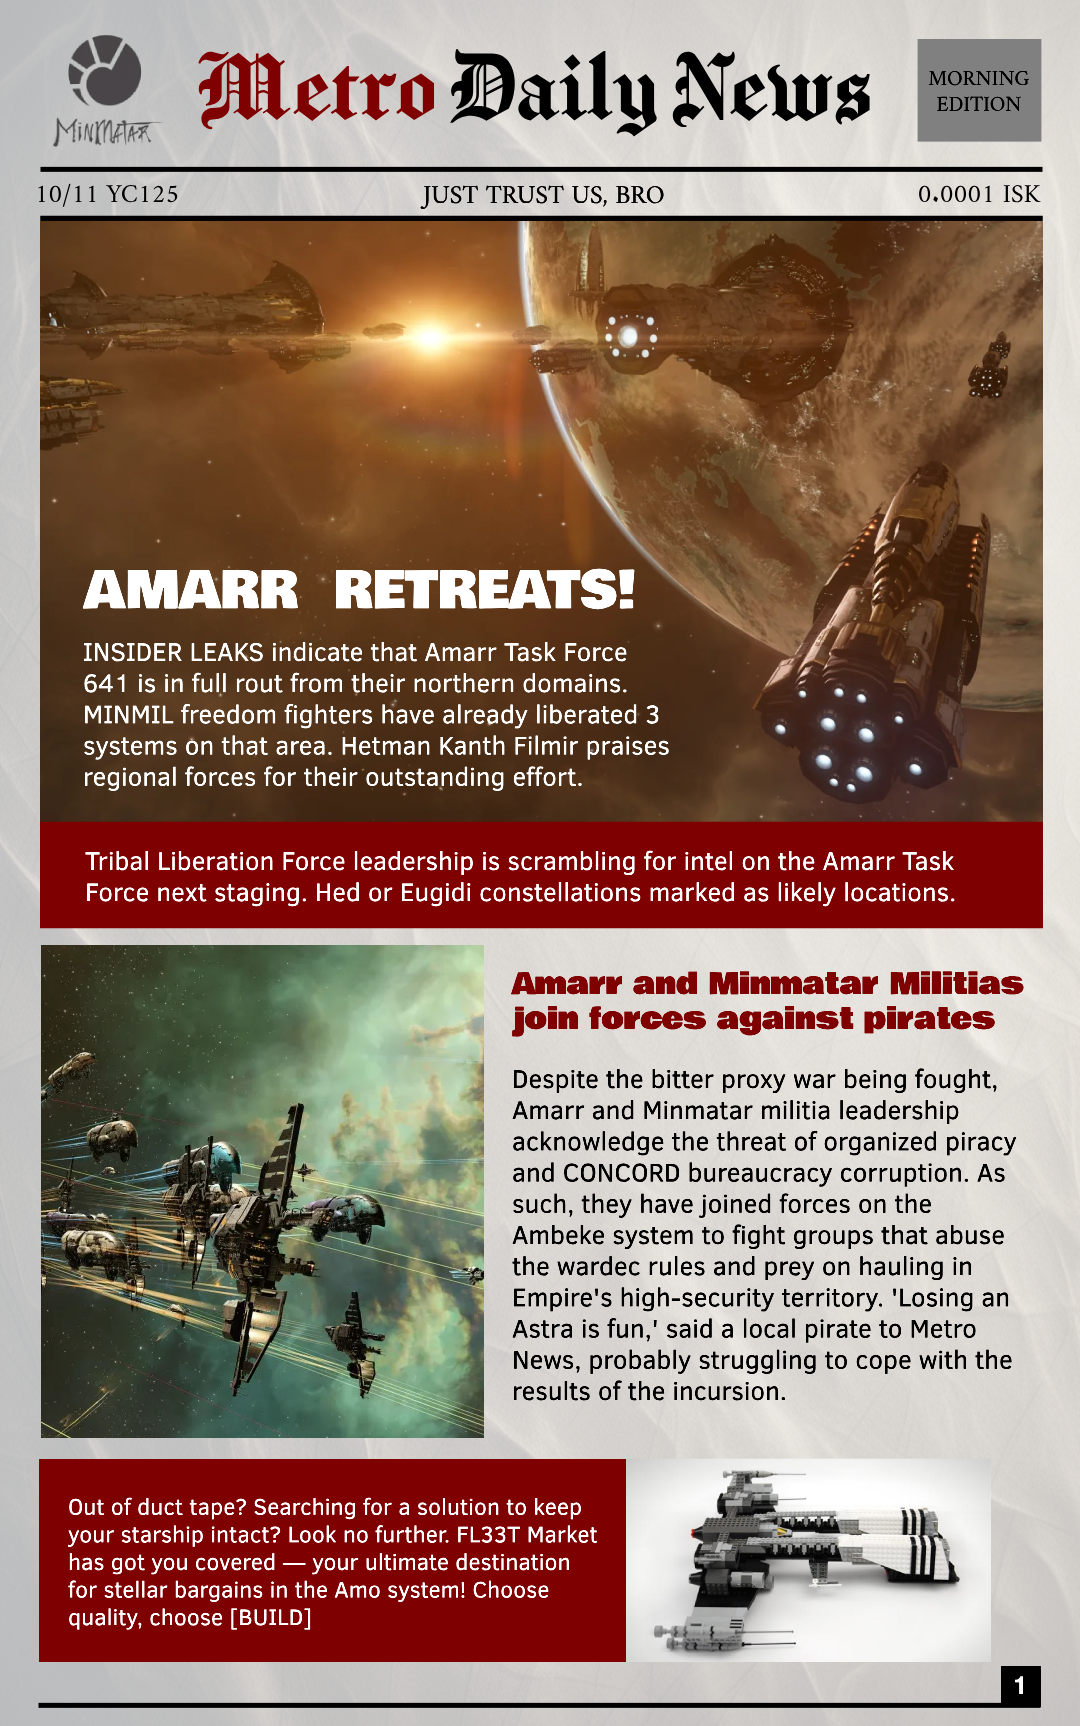 MINMATAR
Metro Daily News
MORNING
EDITION
10/11 YC125
JUST TRUST US, BRO
0.0001 ISK
AMARR RETREATS!
INSIDER LEAKS indicate that Amarr Task Force
641 is in full rout from their northern domains.
MINMIL freedom fighters have already liberated 3
systems on that area. Hetman Kanth Filmir praises
regional forces for their outstanding effort.
Tribal Liberation Force leadership is scrambling for intel on the Amarr Task
Force next staging. Hed or Eugidi constellations marked as likely locations.
Amarr and Minmatar Militias
join forces against pirates
Despite the bitter proxy war being fought,
Amarr and Minmatar militia leadership
acknowledge the threat of organized piracy
and CONCORD bureaucracy corruption. As
such, they have joined forces on the
Ambeke system to fight groups that abuse
the wardec rules and prey on hauling in
Empire's high-security territory. 'Losing an
Astra is fun,' said a local pirate to Metro
News, probably struggling to cope with the
results of the incursion.
Out of duct tape? Searching for a solution to keep
your starship intact? Look no further. FL33T Market
has got you covered — your ultimate destination
for stellar bargains in the Amo system! Choose
quality, choose [BUILD]
1